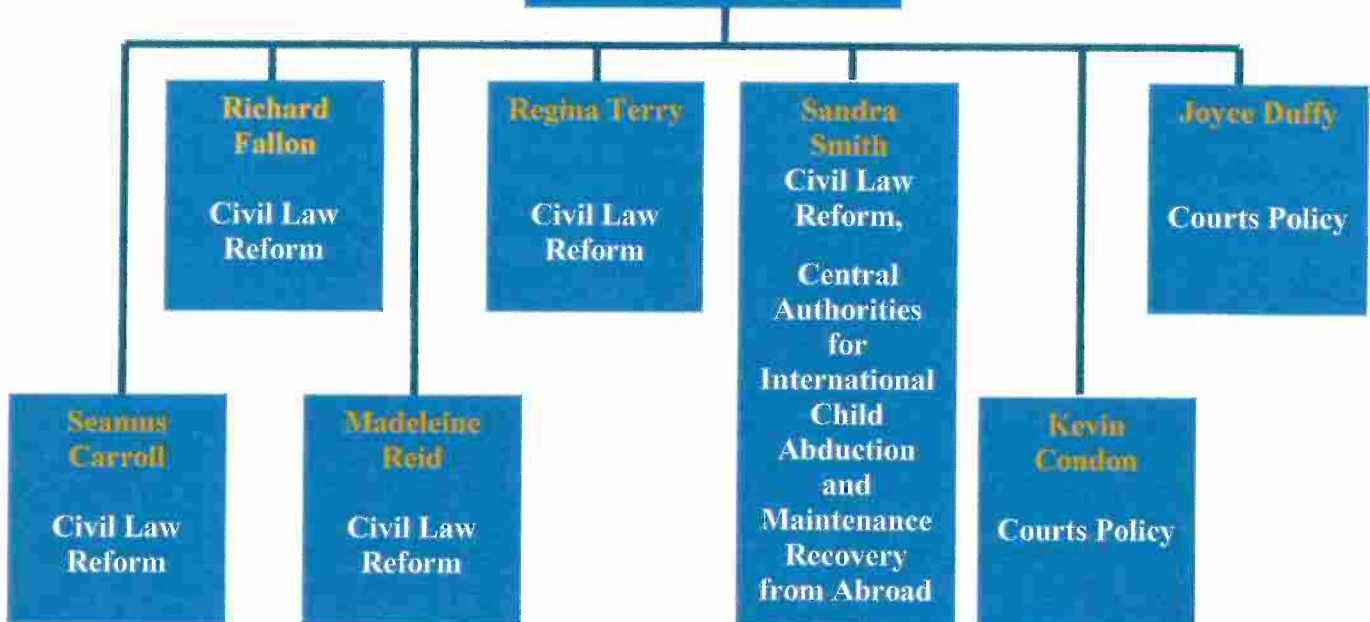 Richard
Fallon
Civil Law
Reform
Regina Terry
Civil Law
Reform
Sandra
Smith
Civil Law
Reform,
Central
Authorities
for
International
Child
Abduction
and
Maintenance
Recovery
from Abroad
Joyce Duffy
Courts Policy
Seamus
Carroll
Civil Law
Reform
Madeleine
Reid
Civil Law
Reform
Kevin
Condon
Courts Policy